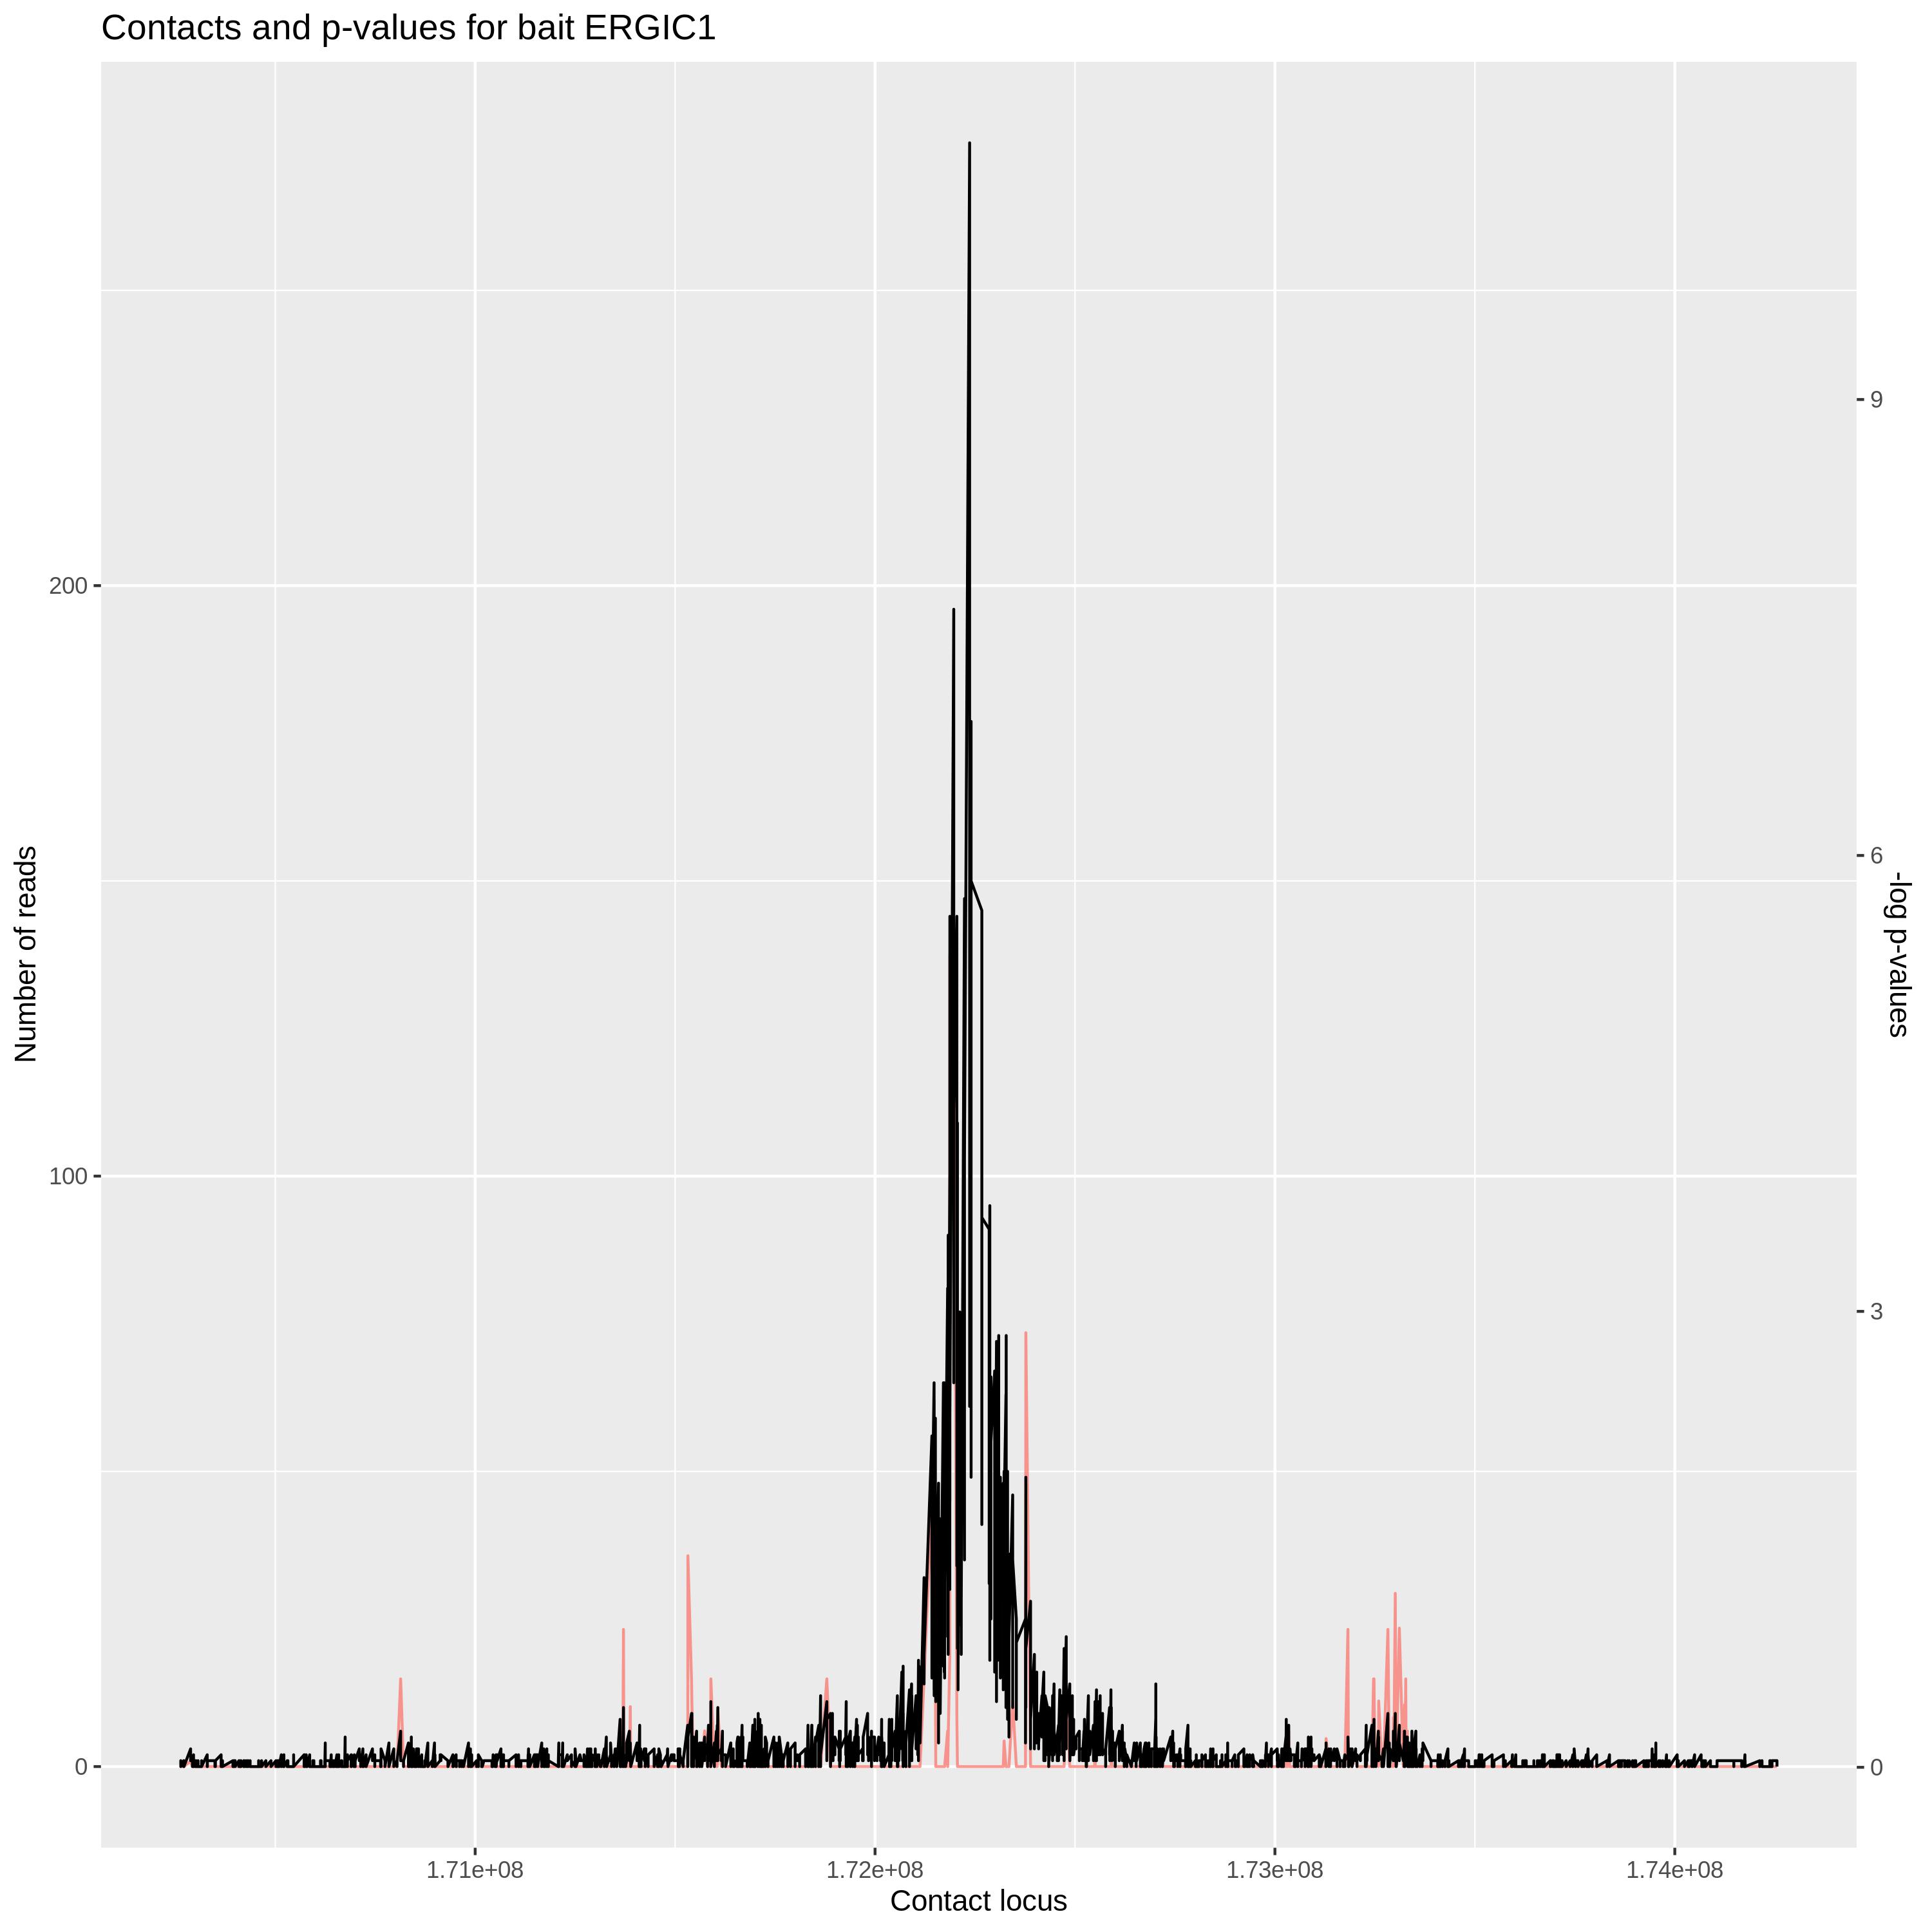 Contacts and p-values for bait ERGIC1
Number of reads
200
100
0
-log p-values
9
6
3
0
1.71e+08 1.72e+08 1.73e+08 1.74e+08
Contact locus